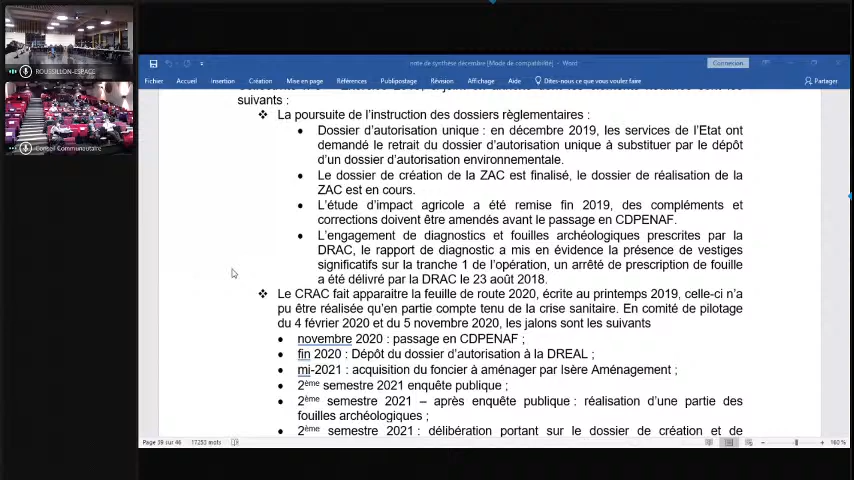 note de synthèse décembre [Mode de compatibilité] - Word
Connexion
Fichier Accueil Insertion Création Mise en page Références Publipostage Révision Affichage Aide Dites-nous ce que vous voulez faire Partager
ROUSSILLON-ESPACE
Conseil Communautaire
suivants :
❖ La poursuite de l'instruction des dossiers règlementaires :
• Dossier d'autorisation unique : en décembre 2019, les services de l'Etat ont
demandé le retrait du dossier d'autorisation unique à substituer par le dépôt
d'un dossier d'autorisation environnementale.
• Le dossier de création de la ZAC est finalisé, le dossier de réalisation de la
ZAC est en cours.
• L'étude d'impact agricole a été remise fin 2019, des compléments et
corrections doivent être amendés avant le passage en CDPENAF.
• L'engagement de diagnostics et fouilles archéologiques prescrites par la
DRAC, le rapport de diagnostic a mis en évidence la présence de vestiges
significatifs sur la tranche 1 de l'opération, un arrêté de prescription de fouille
a été délivré par la DRAC le 23 août 2018.
❖ Le CRAC fait apparaitre la feuille de route 2020, écrite au printemps 2019, celle-ci n'a
pu être réalisée qu'en partie compte tenu de la crise sanitaire. En comité de pilotage
du 4 février 2020 et du 5 novembre 2020, les jalons sont les suivants
• novembre 2020 : passage en CDPENAF ;
• fin 2020 : Dépôt du dossier d'autorisation à la DREAL ;
• mi-2021 : acquisition du foncier à aménager par Isère Aménagement ;
• 2ème semestre 2021 enquête publique ;
• 2ème semestre 2021 – après enquête publique : réalisation d'une partie des
fouilles archéologiques ;
• 2ème semestre 2021 : délibération portant sur le dossier de création et de
Page 39 sur 46 17253 mots 160 %